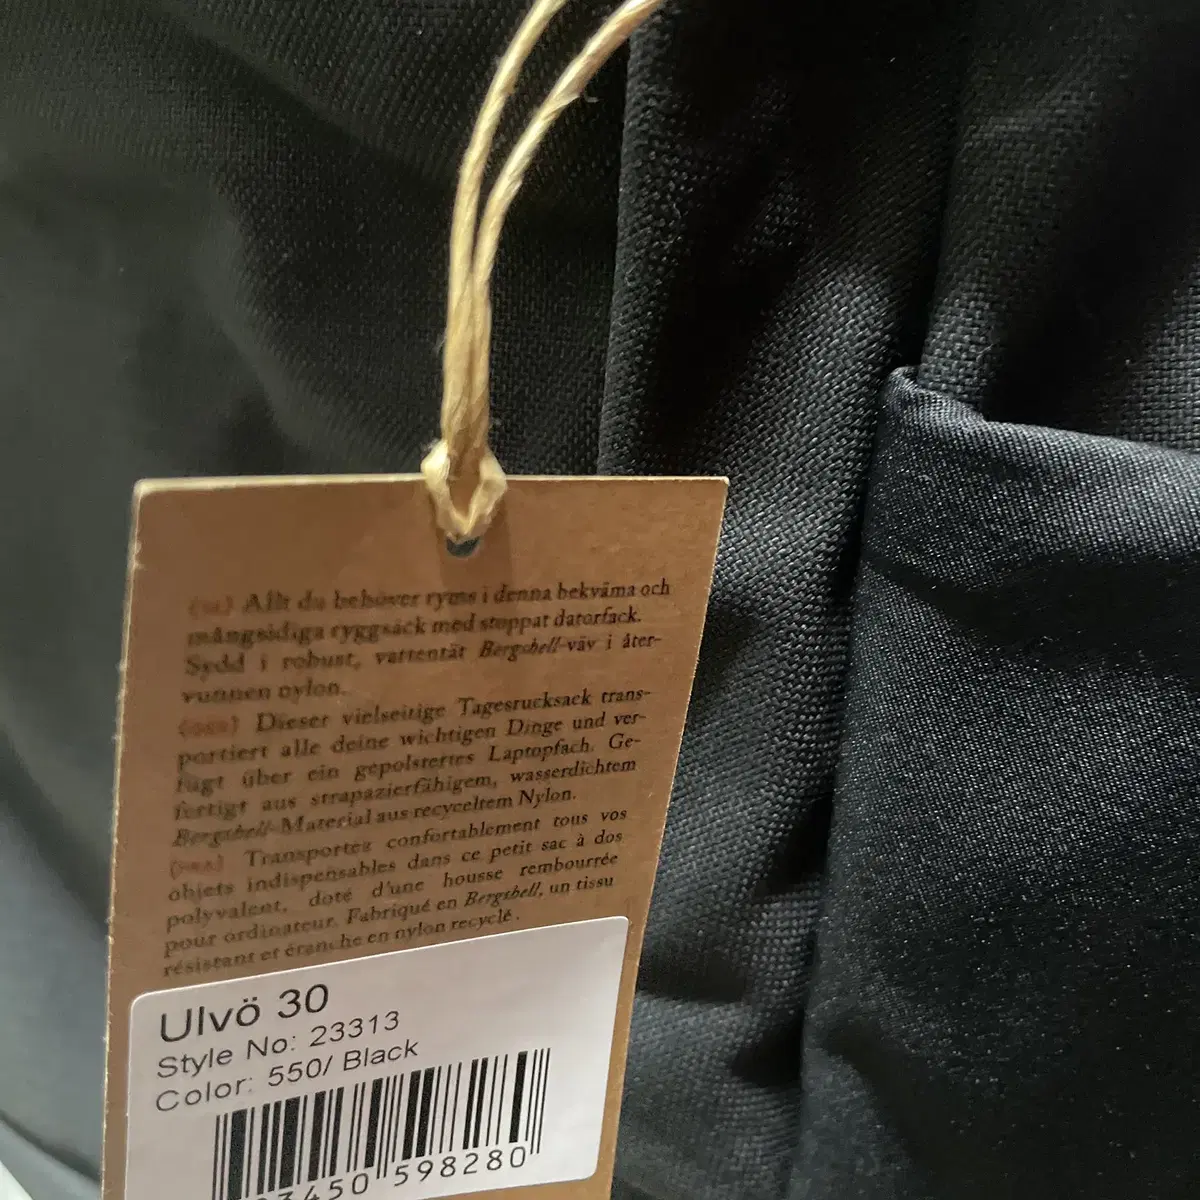 (SE) Allt du behöver ryms i denna bekväma och
mångsidiga ryggsäck med stoppat datorfack.
Sydd i robust, vattentät Bergshell-väv i åter-
vunnen nylon.
Dieser vielseitige Tagesrucksack trans-
portiert alle deine wichtigen Dinge und ver-
fügt über ein gepolstertes Laptopfach. Ge-
fertigt aus strapazierfähigem, wasserdichtem
Bergshell-Material aus recyceltem Nylon.
(FRA) Transportez confortablement tous vos
objets indispensables dans ce petit sac à dos
polyvalent, doté d'une housse rembourrée
pour ordinateur. Fabriqué en Bergshell, un tissu
résistant et étanche en nylon recyclé.
Ulvö 30
Style No: 23313
Color: 550/ Black
3450 598280